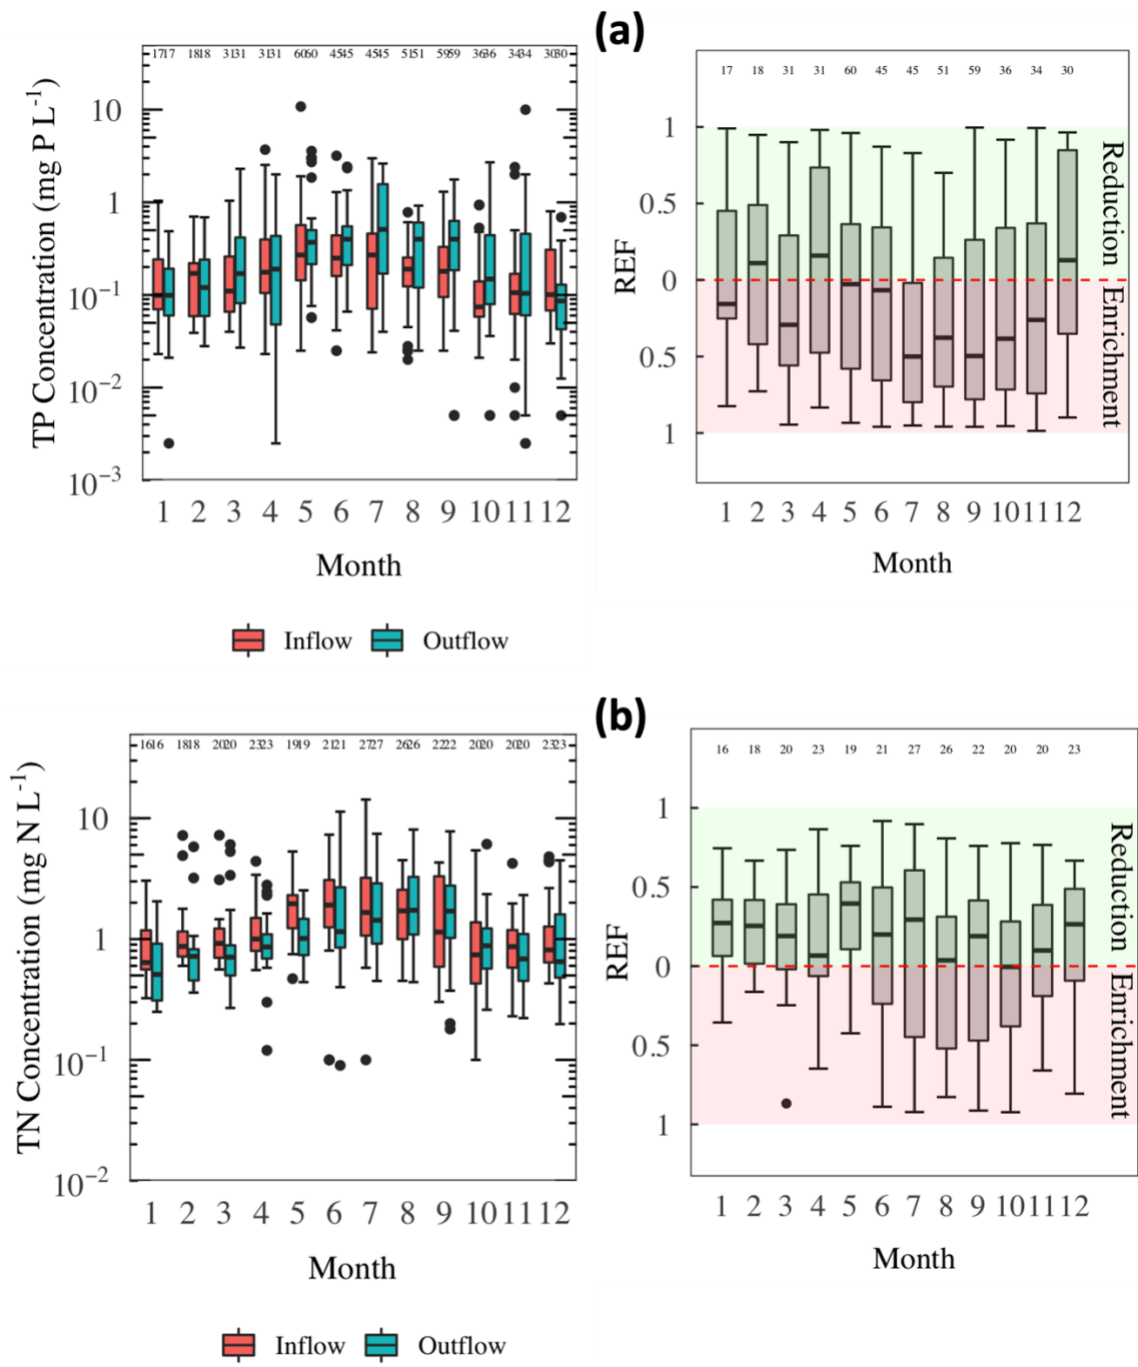 (a)
1717 1818 3131 3131 6060 4545 4545 5151 5959 3636 3434 3030
TP Concentration (mg P L⁻¹)
10
1
10⁻¹
10⁻²
10⁻³
1 2 3 4 5 6 7 8 9 10 11 12
Month
Inflow Outflow
17 18 31 31 60 45 45 51 59 36 34 30
REF
1
0.5
0
0.5
1
Reduction
Enrichment
1 2 3 4 5 6 7 8 9 10 11 12
Month
(b)
1616 1818 2020 2323 1919 2121 2727 2626 2222 2020 2020 2323
TN Concentration (mg N L⁻¹)
10
1
10⁻¹
10⁻²
1 2 3 4 5 6 7 8 9 10 11 12
Month
Inflow Outflow
16 18 20 23 19 21 27 26 22 20 20 23
REF
1
0.5
0
0.5
1
Reduction
Enrichment
1 2 3 4 5 6 7 8 9 10 11 12
Month